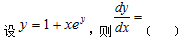 设 y = 1 + xe^y ，则 dy/dx = （ ）